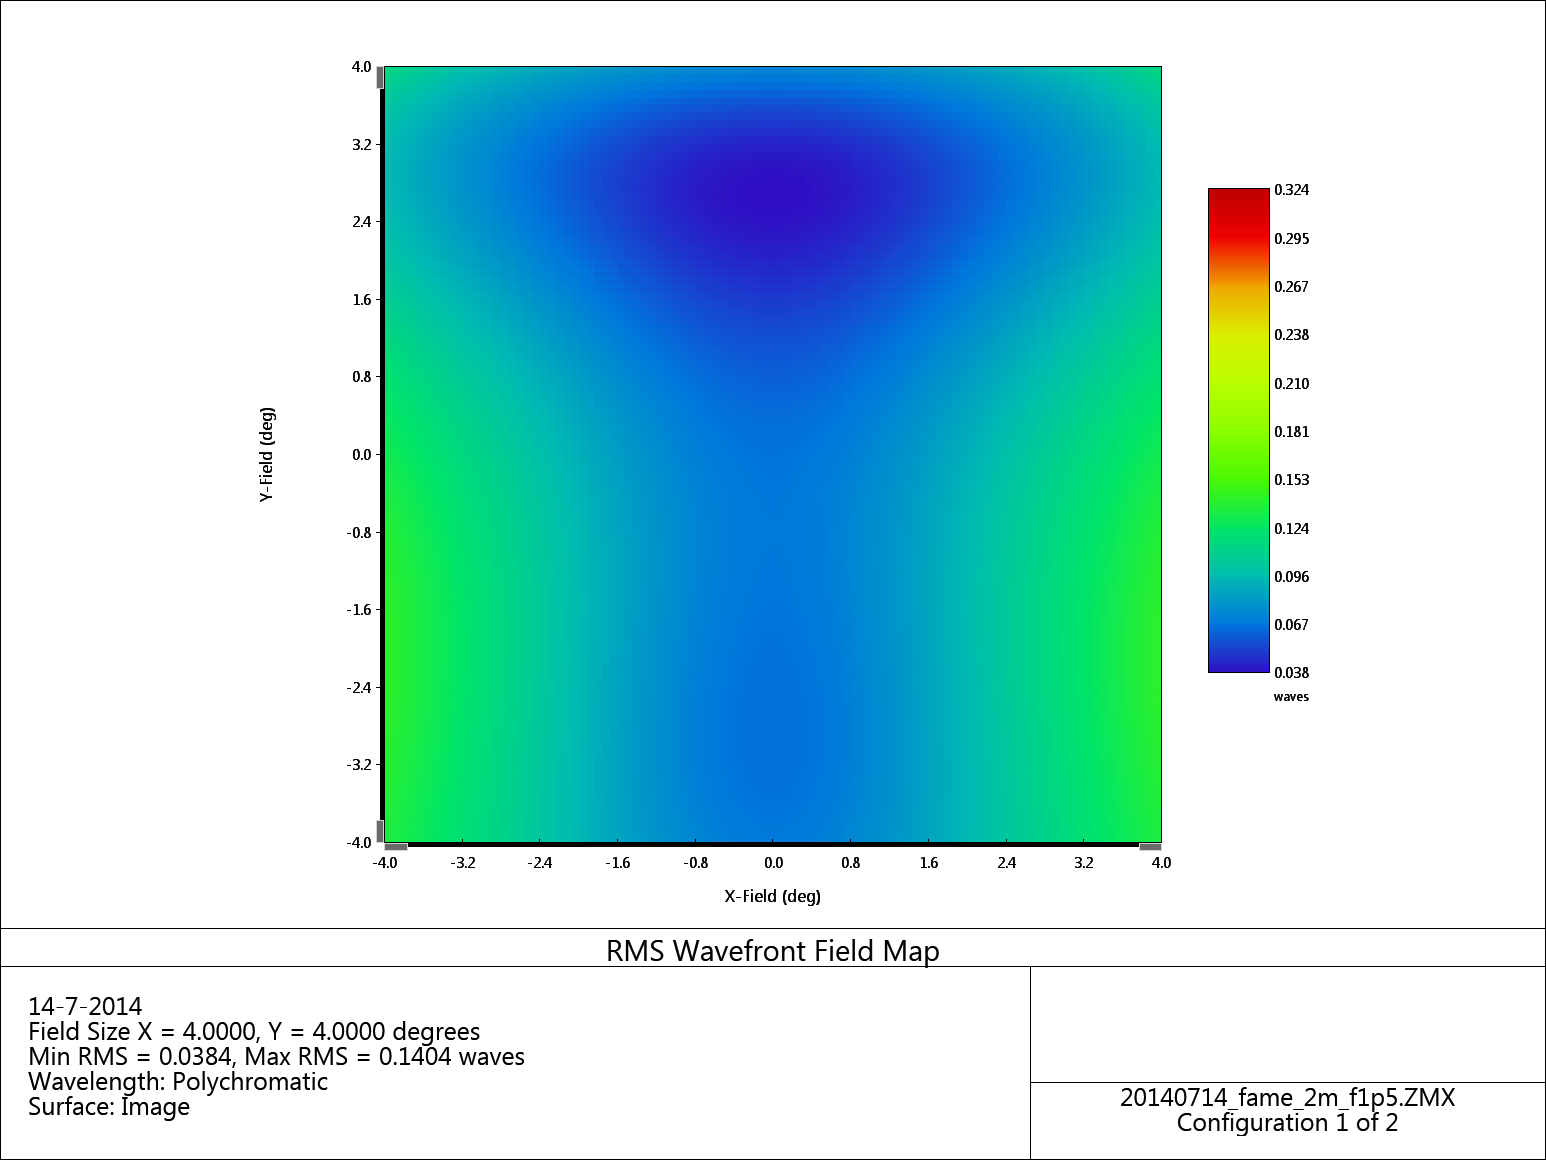 4.0
3.2
2.4
1.6
0.8
0.0
-0.8
-1.6
-2.4
-3.2
-4.0
Y-Field (deg)
-4.0 -3.2 -2.4 -1.6 -0.8 0.0 0.8 1.6 2.4 3.2 4.0
X-Field (deg)
0.324
0.295
0.267
0.238
0.210
0.181
0.153
0.124
0.096
0.067
0.038
waves
RMS Wavefront Field Map
14-7-2014
Field Size X = 4.0000, Y = 4.0000 degrees
Min RMS = 0.0384, Max RMS = 0.1404 waves
Wavelength: Polychromatic
Surface: Image
20140714_fame_2m_f1p5.ZMX
Configuration 1 of 2